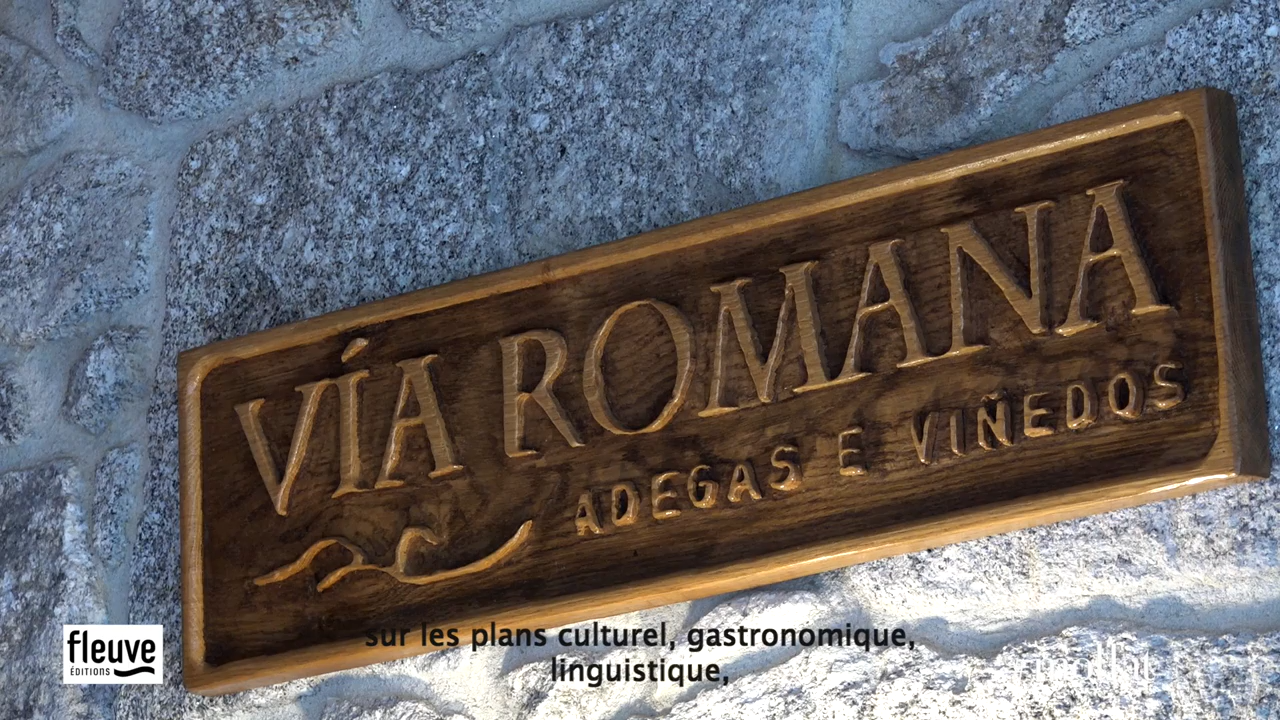 VÍA ROMANA
ADEGAS E VIÑEDOS
fleuve
ÉDITIONS
sur les plans culturel, gastronomique,
linguistique,